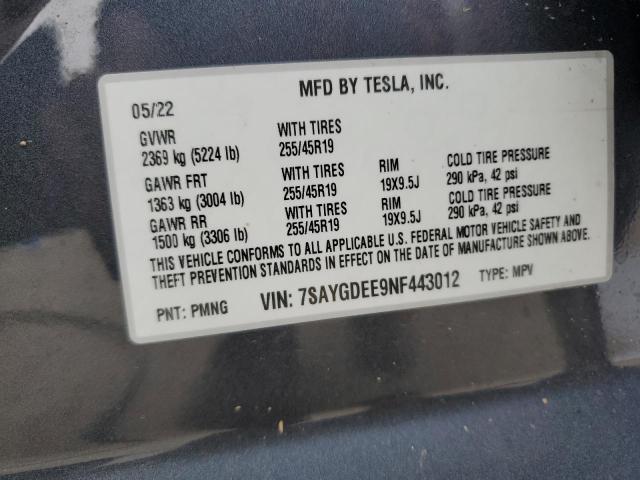 MFD BY TESLA, INC.
05/22
GVWR WITH TIRES
2369 kg (5224 lb) 255/45R19
GAWR FRT WITH TIRES RIM COLD TIRE PRESSURE
1363 kg (3004 lb) 255/45R19 19X9.5J 290 kPa, 42 psi
GAWR RR WITH TIRES RIM COLD TIRE PRESSURE
1500 kg (3306 lb) 255/45R19 19X9.5J 290 kPa, 42 psi
THIS VEHICLE CONFORMS TO ALL APPLICABLE U.S. FEDERAL MOTOR VEHICLE SAFETY AND
THEFT PREVENTION STANDARDS IN EFFECT ON THE DATE OF MANUFACTURE SHOWN ABOVE.
PNT: PMNG VIN: 7SAYGDEE9NF443012 TYPE: MPV